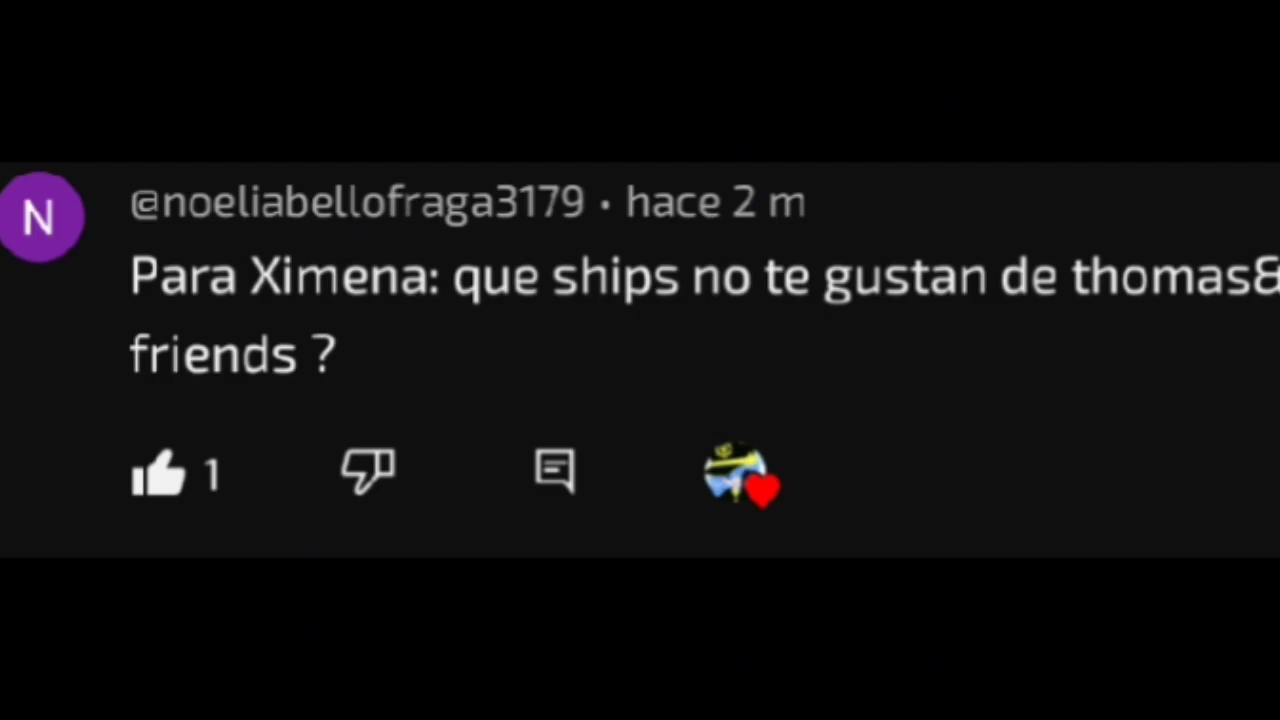 N
@noeliabellofraga3179 · hace 2 m
Para Ximena: que ships no te gustan de thomas&
friends ?
1